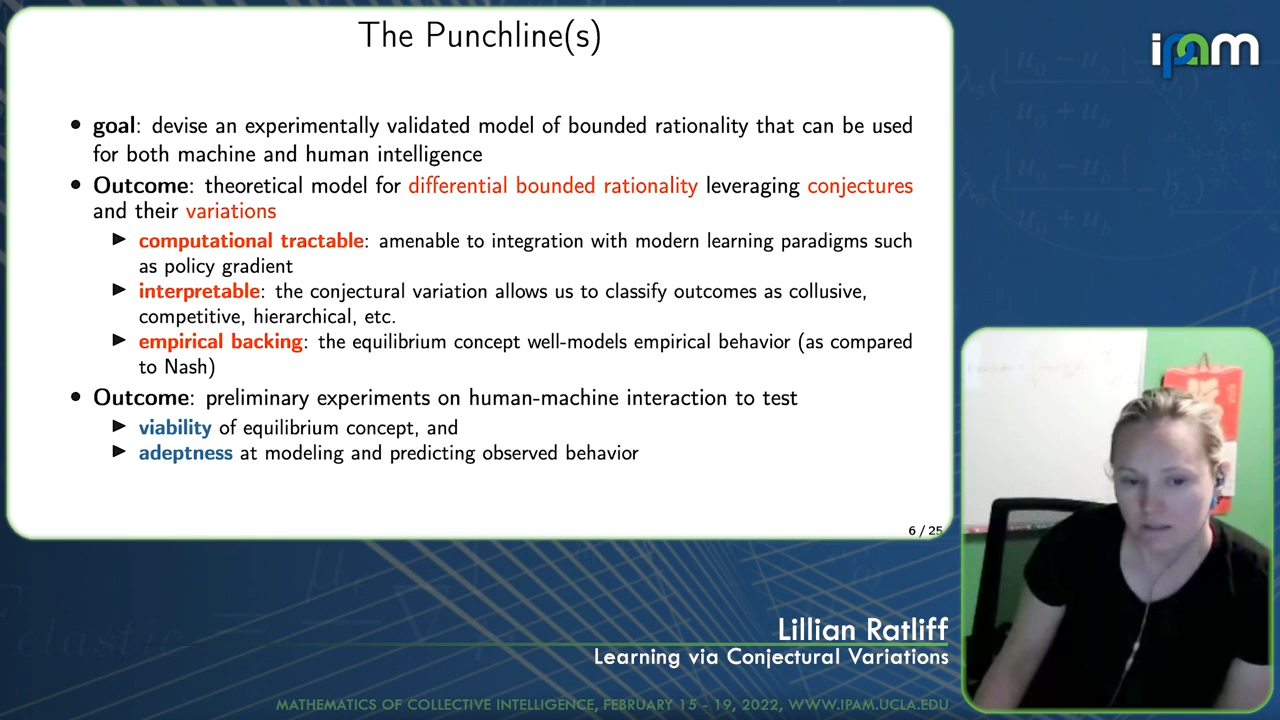 The Punchline(s)
ipam
• goal: devise an experimentally validated model of bounded rationality that can be used
for both machine and human intelligence
• Outcome: theoretical model for differential bounded rationality leveraging conjectures
and their variations
▶ computational tractable: amenable to integration with modern learning paradigms such
as policy gradient
▶ interpretable: the conjectural variation allows us to classify outcomes as collusive,
competitive, hierarchical, etc.
▶ empirical backing: the equilibrium concept well-models empirical behavior (as compared
to Nash)
• Outcome: preliminary experiments on human-machine interaction to test
▶ viability of equilibrium concept, and
▶ adeptness at modeling and predicting observed behavior
6 / 25
Lillian Ratliff
Learning via Conjectural Variations
MATHEMATICS OF COLLECTIVE INTELLIGENCE, FEBRUARY 15 - 19, 2022, WWW.IPAM.UCLA.EDU